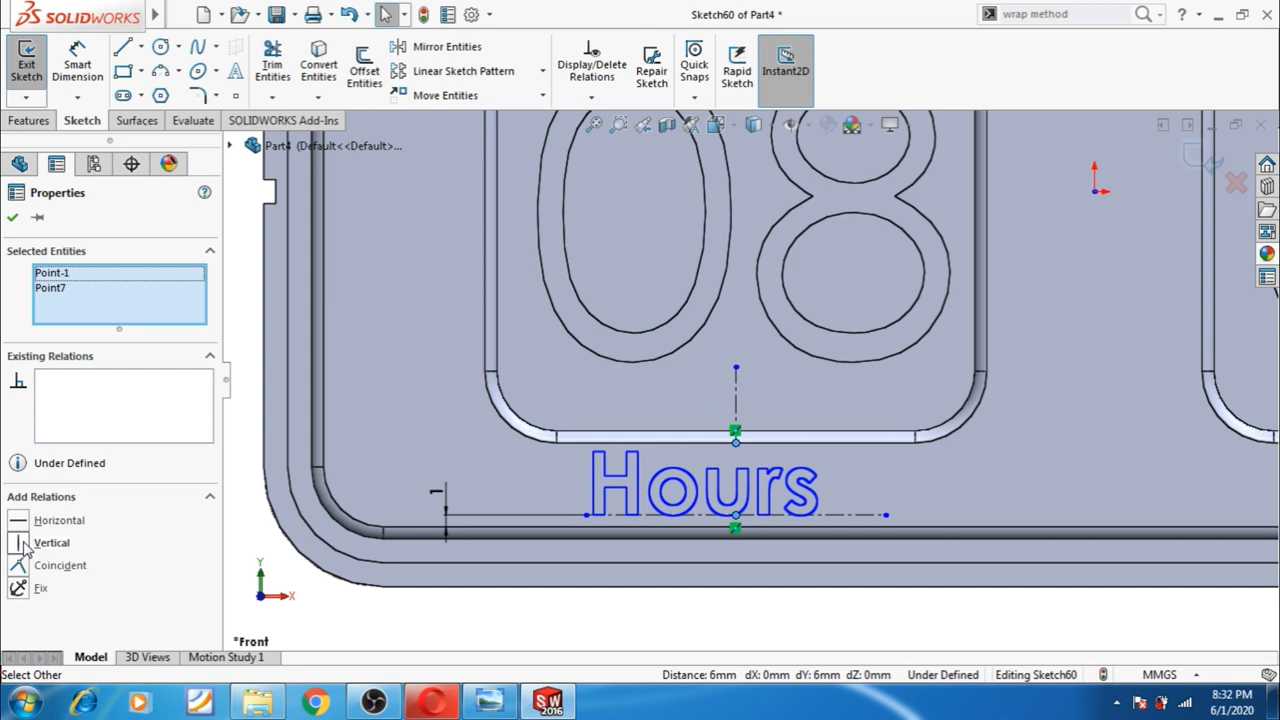 SOLIDWORKS
Sketch60 of Part4 *
wrap method
?
Exit Sketch
Smart Dimension
Trim Entities
Convert Entities
Offset Entities
Mirror Entities
Linear Sketch Pattern
Move Entities
Display/Delete Relations
Repair Sketch
Quick Snaps
Rapid Sketch
Instant2D
Features
Sketch
Surfaces
Evaluate
SOLIDWORKS Add-Ins
Part4 (Default<<Default>...
Properties
?
Selected Entities
Point-1
Point7
Existing Relations
Under Defined
Add Relations
Horizontal
Vertical
Coincident
Fix
08
Hours
1
Y
X
*Front
Model
3D Views
Motion Study 1
Select Other
Distance: 6mm dX: 0mm dY: 6mm dZ: 0mm
Under Defined
Editing Sketch60
MMGS
SW 2016
8:32 PM
6/1/2020